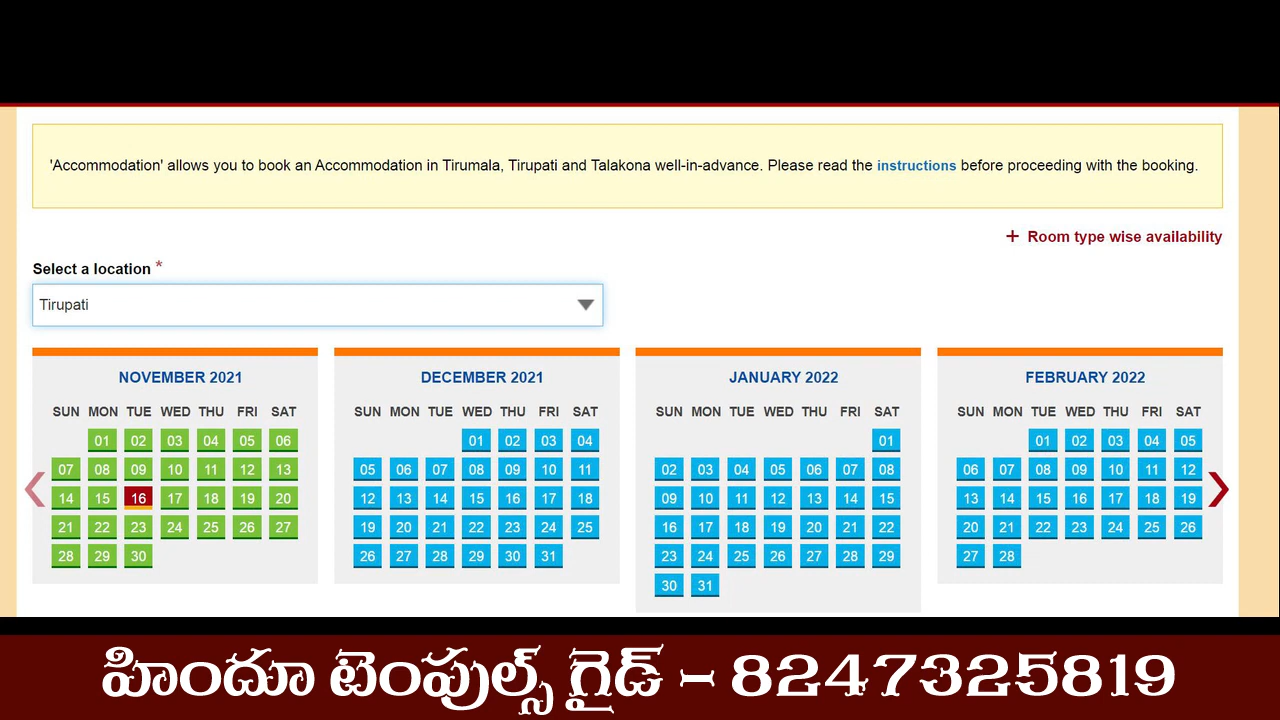 'Accommodation' allows you to book an Accommodation in Tirumala, Tirupati and Talakona well-in-advance. Please read the instructions before proceeding with the booking.
+ Room type wise availability
Select a location *
Tirupati
NOVEMBER 2021
SUN MON TUE WED THU FRI SAT
01 02 03 04 05 06
07 08 09 10 11 12 13
14 15 16 17 18 19 20
21 22 23 24 25 26 27
28 29 30
DECEMBER 2021
SUN MON TUE WED THU FRI SAT
01 02 03 04
05 06 07 08 09 10 11
12 13 14 15 16 17 18
19 20 21 22 23 24 25
26 27 28 29 30 31
JANUARY 2022
SUN MON TUE WED THU FRI SAT
01
02 03 04 05 06 07 08
09 10 11 12 13 14 15
16 17 18 19 20 21 22
23 24 25 26 27 28 29
30 31
FEBRUARY 2022
SUN MON TUE WED THU FRI SAT
01 02 03 04 05
06 07 08 09 10 11 12
13 14 15 16 17 18 19
20 21 22 23 24 25 26
27 28
హిందూ టెంపుల్స్ గైడ్ - 8247325819